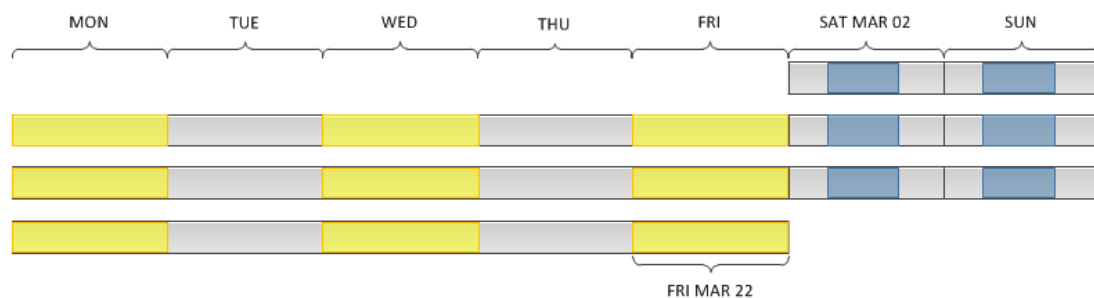 MON TUE WED THU FRI SAT MAR 02 SUN
FRI MAR 22